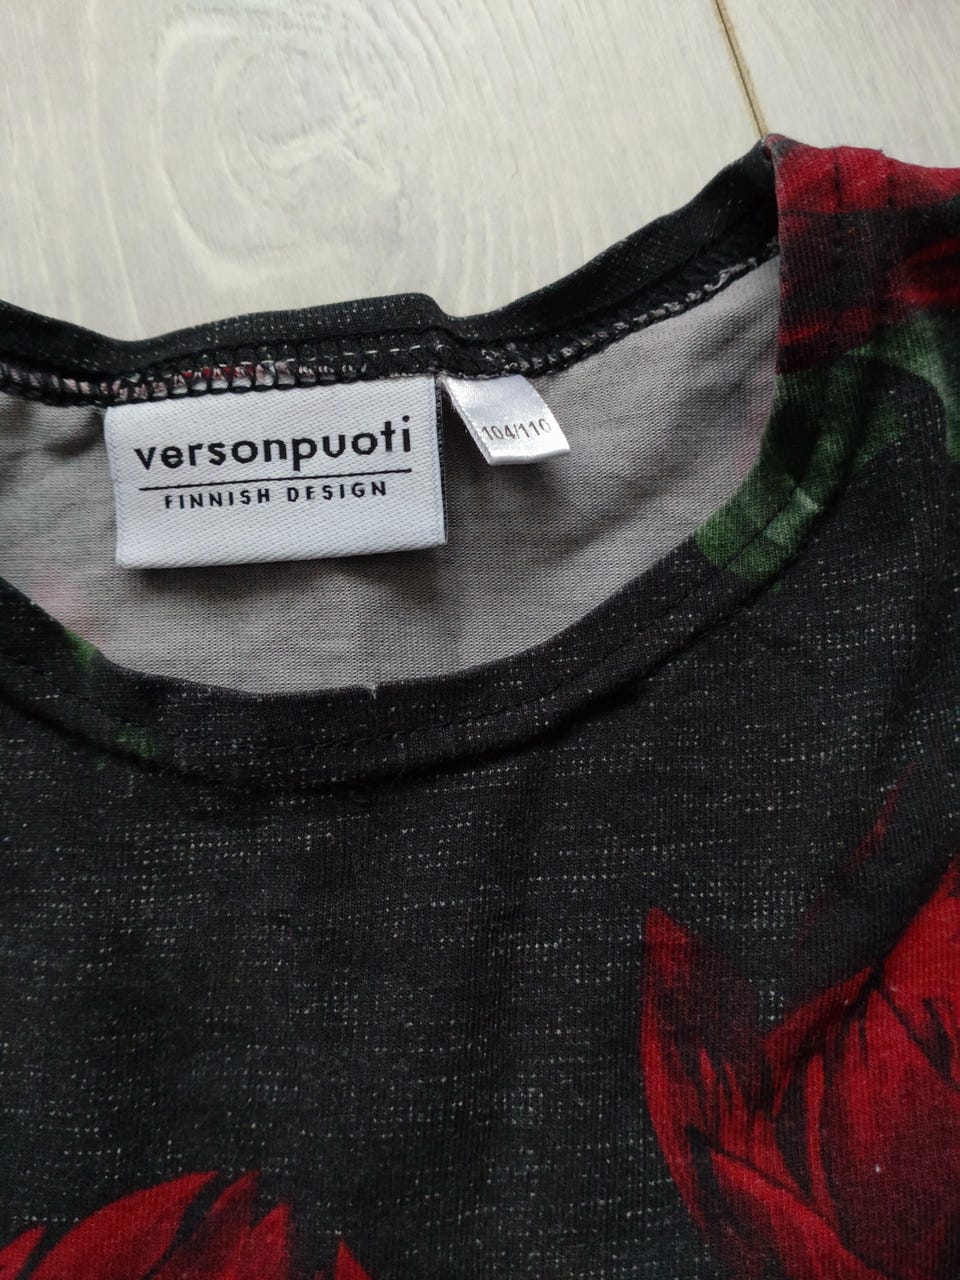 versonpuoti
FINNISH DESIGN
104/110